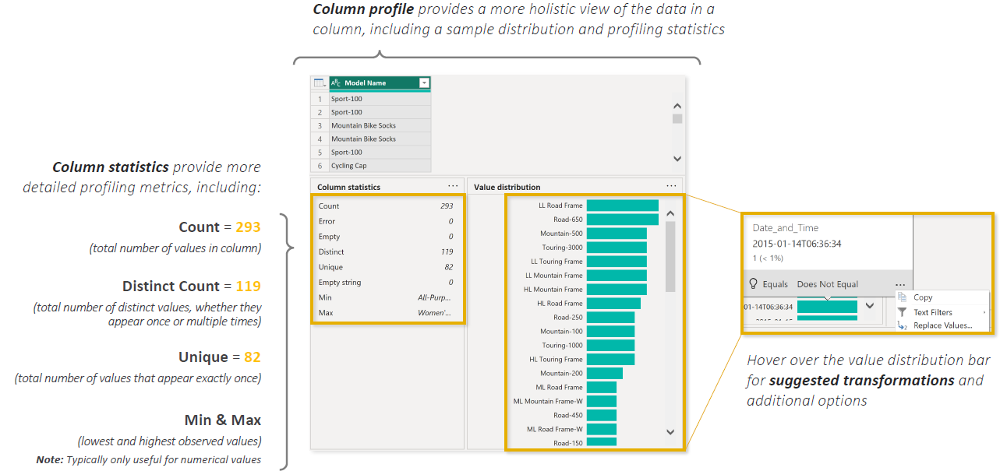 Column profile provides a more holistic view of the data in a
column, including a sample distribution and profiling statistics
ABC Model Name
1 Sport-100
2 Sport-100
3 Mountain Bike Socks
4 Mountain Bike Socks
5 Sport-100
6 Cycling Cap
Column statistics provide more
detailed profiling metrics, including:
Count = 293
(total number of values in column)
Distinct Count = 119
(total number of distinct values, whether they
appear once or multiple times)
Unique = 82
(total number of values that appear exactly once)
Min & Max
(lowest and highest observed values)
Note: Typically only useful for numerical values
Column statistics ...
Count 293
Error 0
Empty 0
Distinct 119
Unique 82
Empty string 0
Min All-Purp...
Max Women'...
Value distribution ...
LL Road Frame
Road-650
Mountain-500
Touring-3000
LL Touring Frame
LL Mountain Frame
HL Mountain Frame
HL Road Frame
Road-250
Mountain-100
Touring-1000
HL Touring Frame
Mountain-200
ML Road Frame
ML Mountain Frame-W
Road-450
ML Road Frame-W
Road-150
Date_and_Time
2015-01-14T06:36:34
1 (< 1%)
Equals Does Not Equal ...
01-14T06:36:34
Copy
Text Filters
Replace Values...
Hover over the value distribution bar
for suggested transformations and
additional options